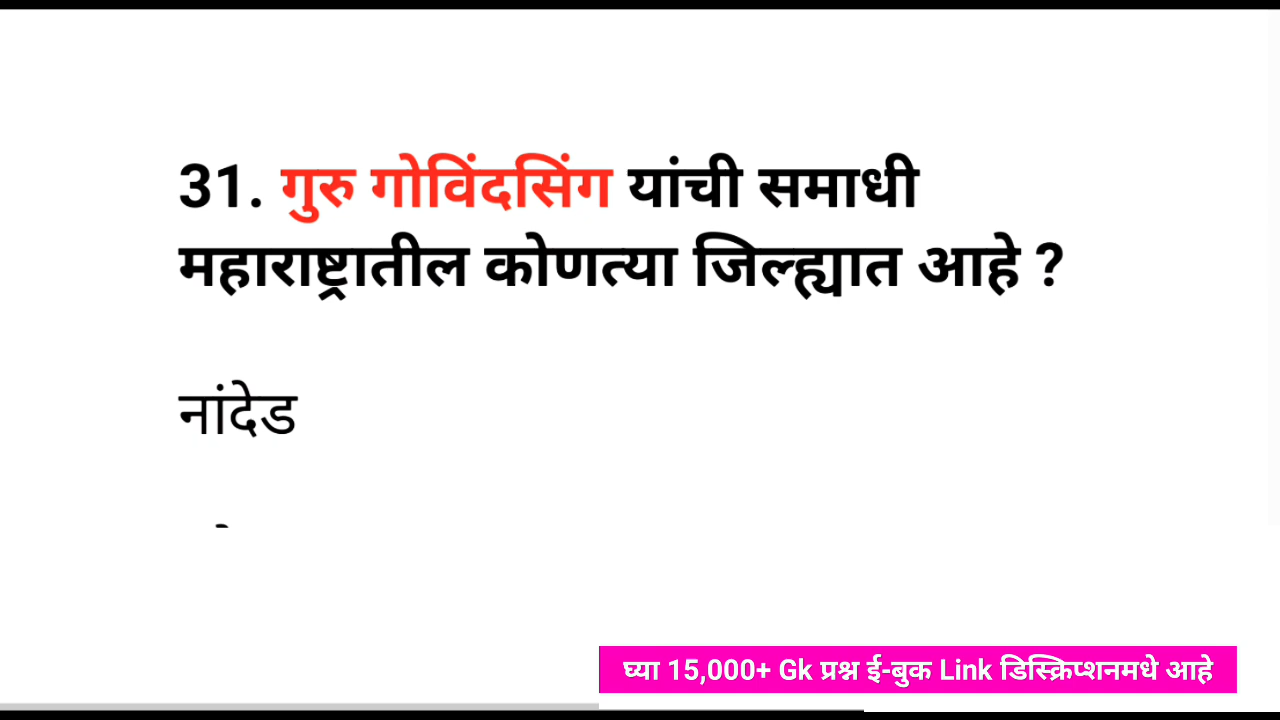 31. गुरु गोविंदसिंग यांची समाधी
महाराष्ट्रातील कोणत्या जिल्ह्यात आहे ?
नांदेड
घ्या 15,000+ Gk प्रश्न ई-बुक Link डिस्क्रिप्शनमधे आहे